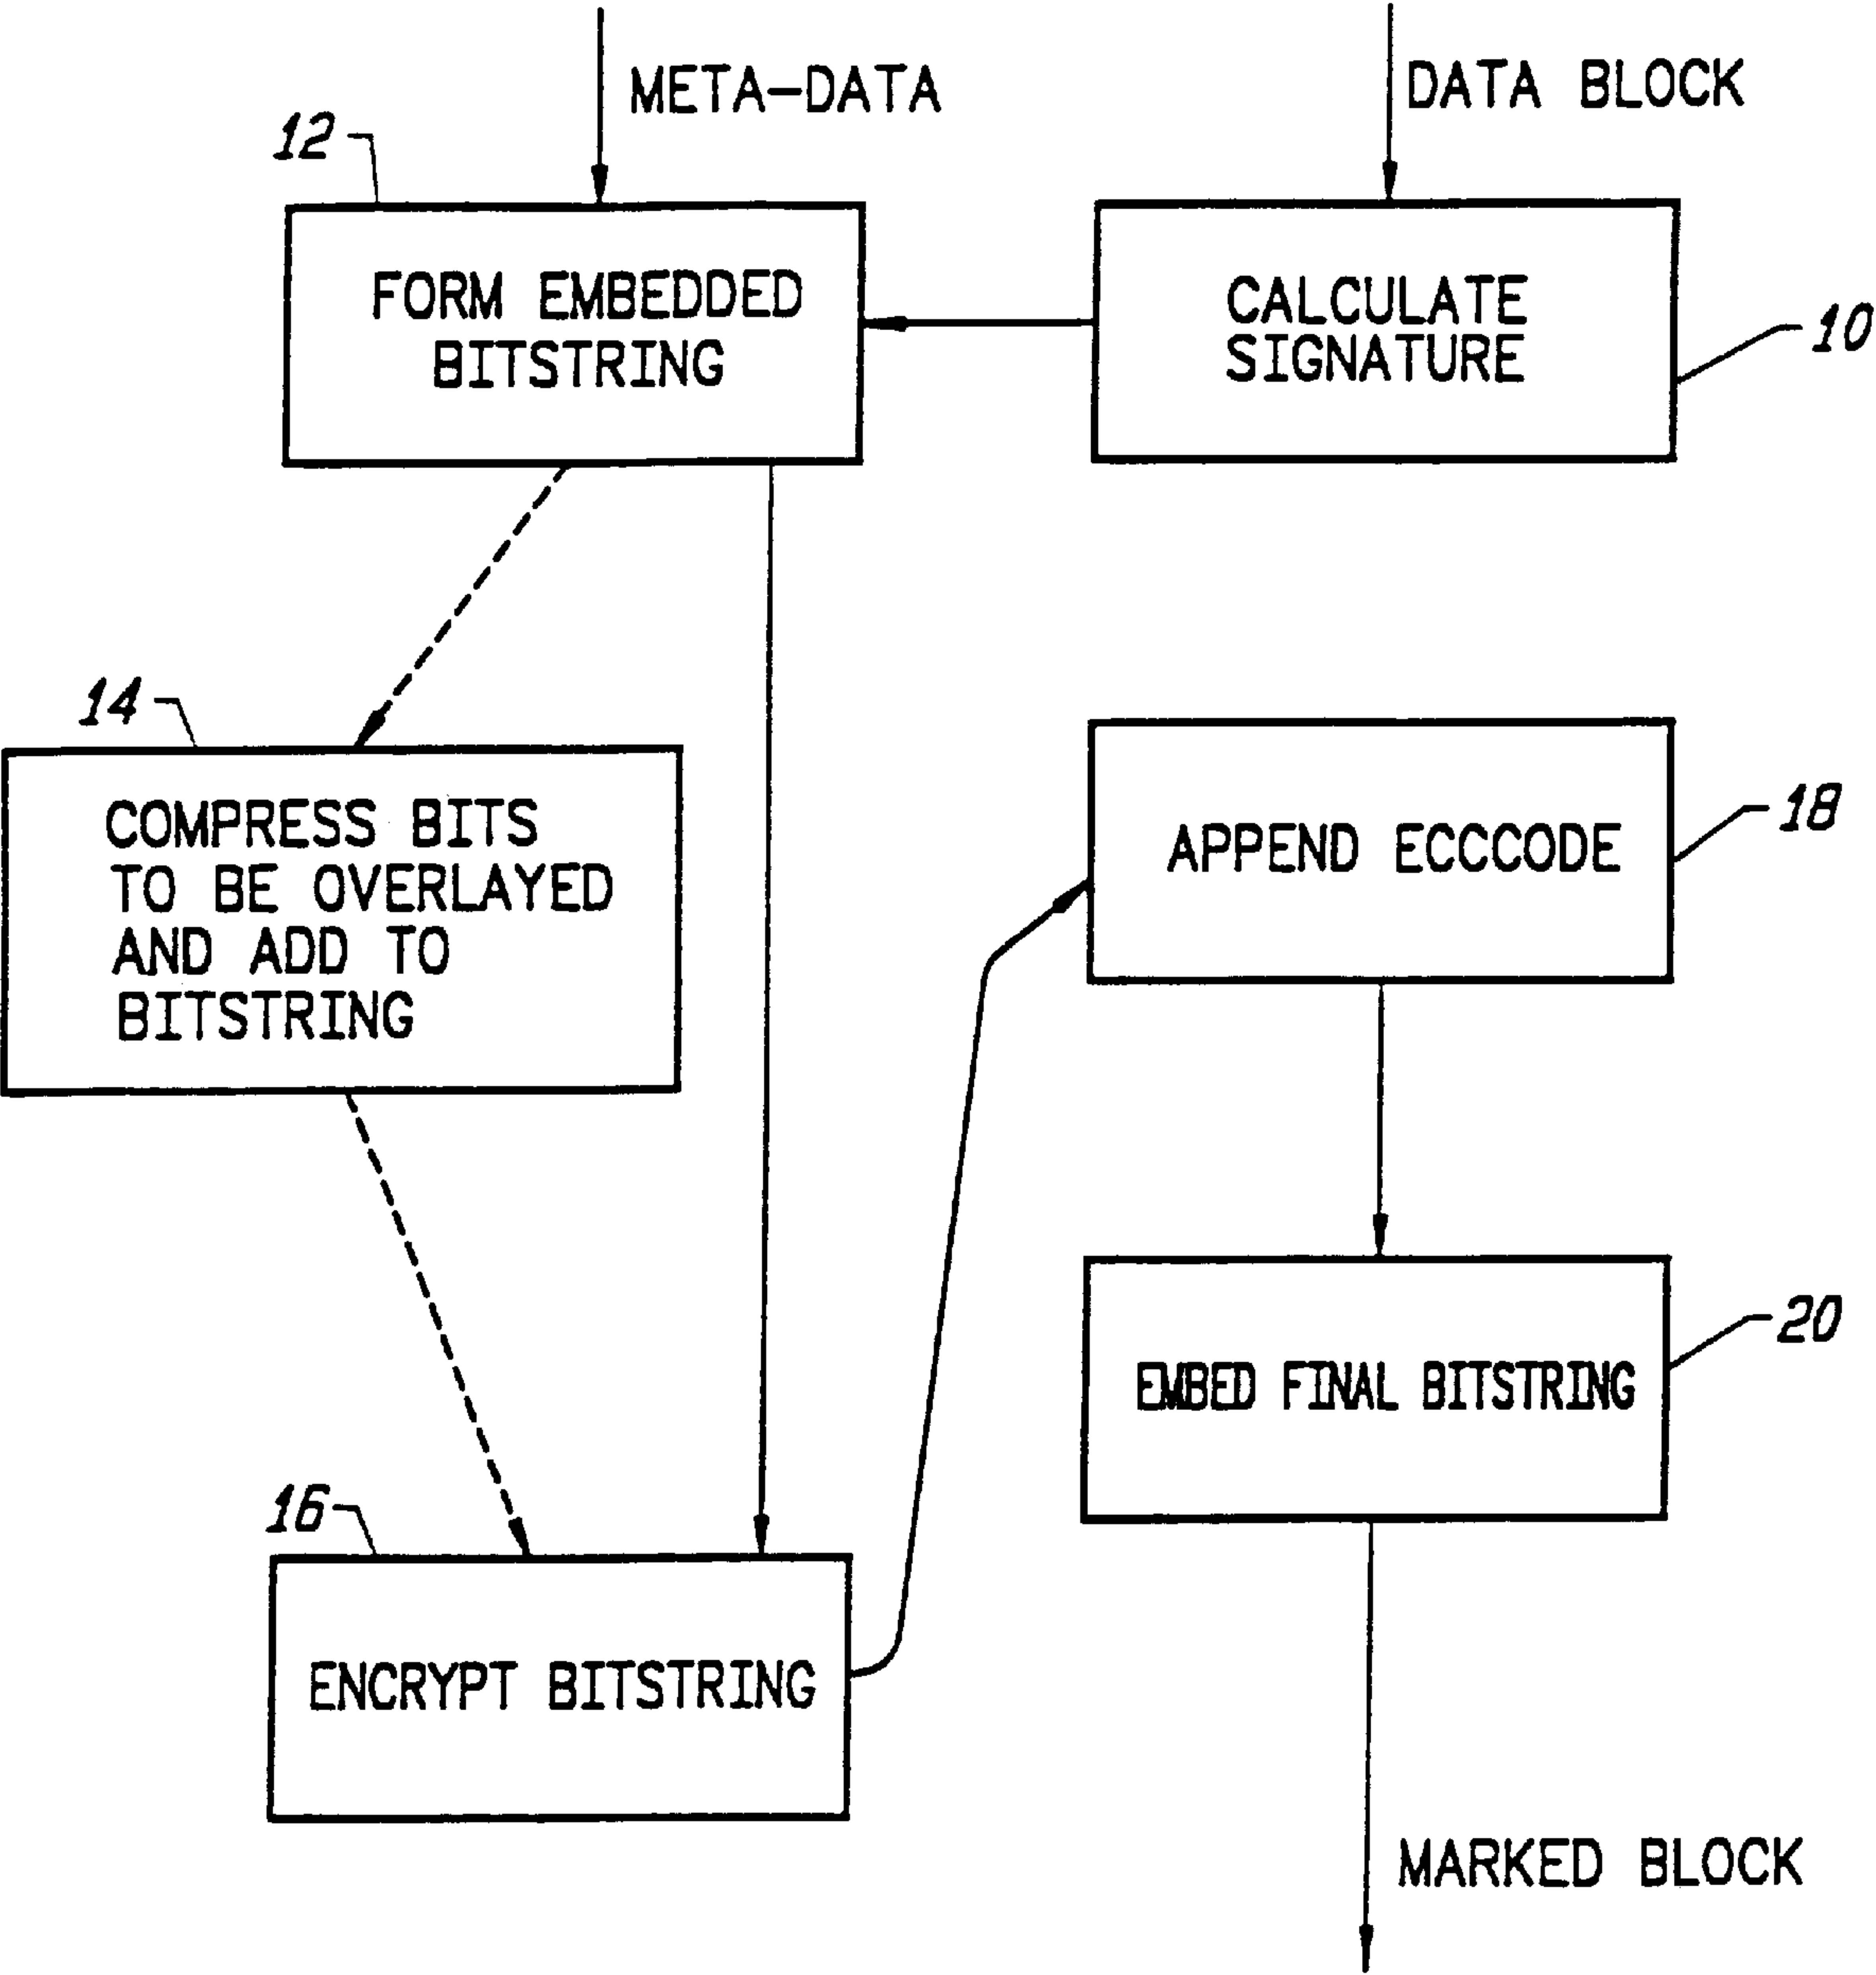 META-DATA
DATA BLOCK
12
FORM EMBEDDED
BITSTRING
CALCULATE
SIGNATURE
10
14
COMPRESS BITS
TO BE OVERLAYED
AND ADD TO
BITSTRING
APPEND ECCCODE
18
EMBED FINAL BITSTRING
20
16
ENCRYPT BITSTRING
MARKED BLOCK